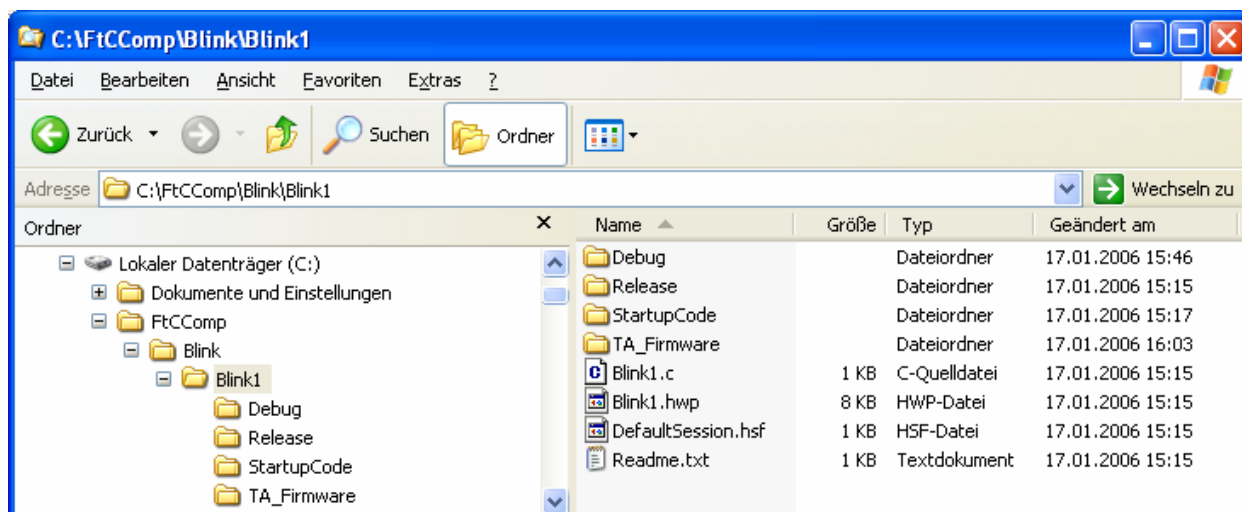 C:\FtCComp\Blink\Blink1
Datei Bearbeiten Ansicht Favoriten Extras ?
Zurück Suchen Ordner
Adresse C:\FtCComp\Blink\Blink1 Wechseln zu
Ordner
Lokaler Datenträger (C:)
Dokumente und Einstellungen
FtCComp
Blink
Blink1
Debug
Release
StartupCode
TA_Firmware
Name Größe Typ Geändert am
Debug Dateiordner 17.01.2006 15:46
Release Dateiordner 17.01.2006 15:15
StartupCode Dateiordner 17.01.2006 15:17
TA_Firmware Dateiordner 17.01.2006 16:03
Blink1.c 1 KB C-Quelldatei 17.01.2006 15:15
Blink1.hwp 8 KB HWP-Datei 17.01.2006 15:15
DefaultSession.hsf 1 KB HSF-Datei 17.01.2006 15:15
Readme.txt 1 KB Textdokument 17.01.2006 15:15